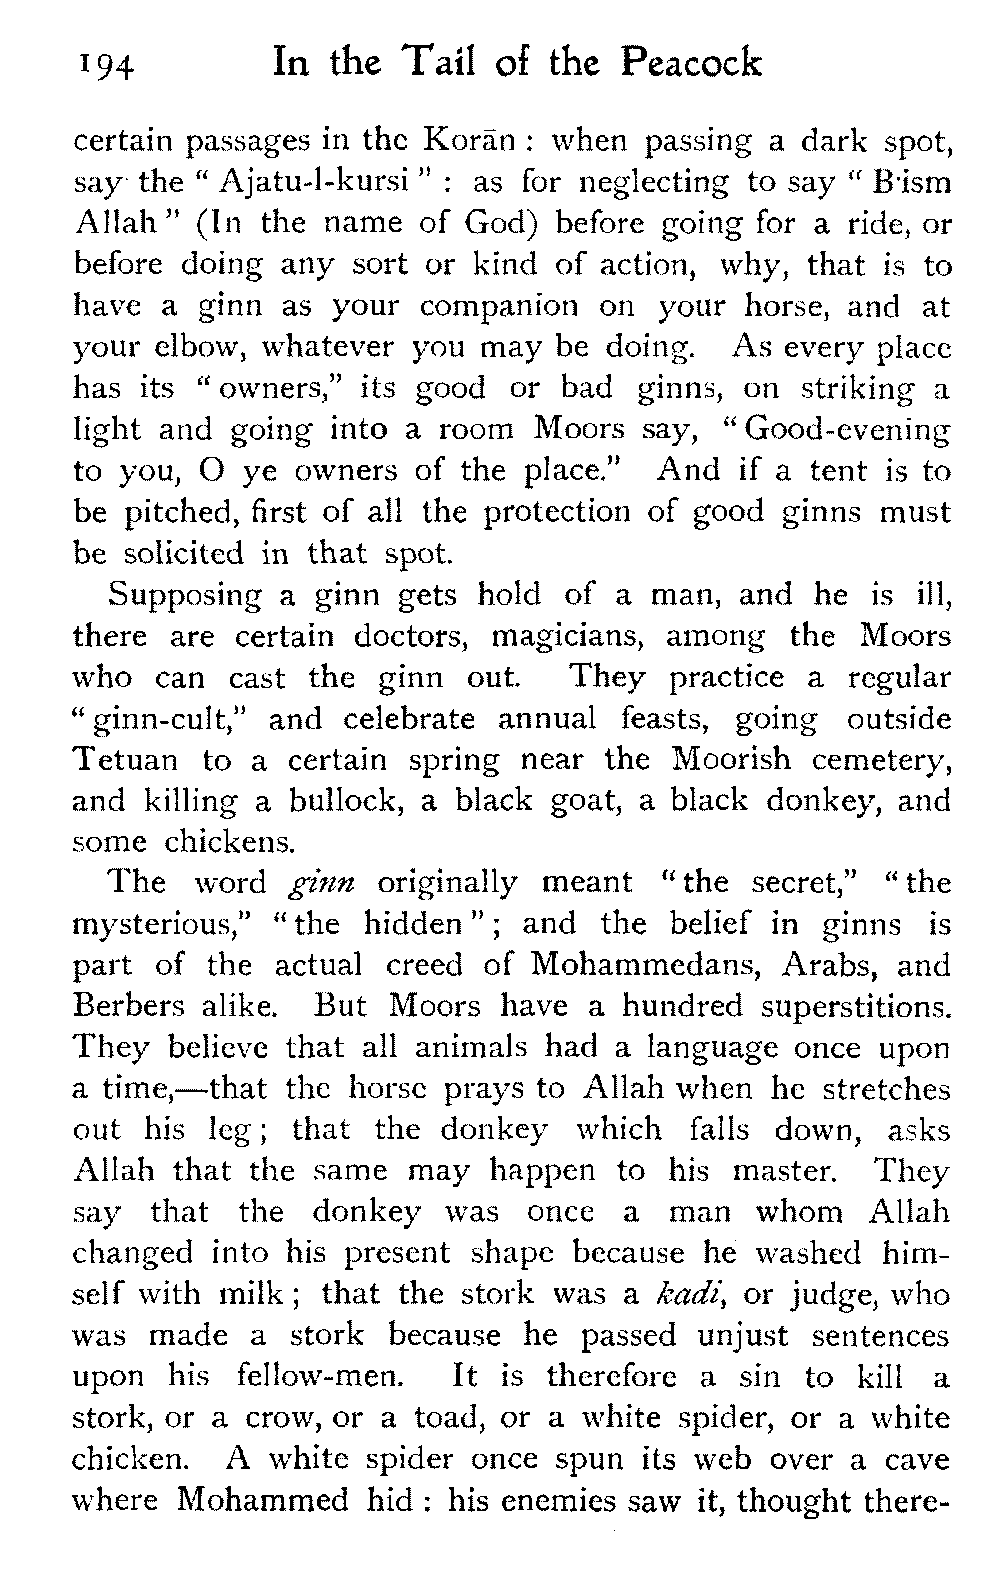 194 In the Tail of the Peacock
certain passages in the Korān : when passing a dark spot,
say the “ Ajatu-l-kursi ” : as for neglecting to say “ B·ism
Allah ” (In the name of God) before going for a ride, or
before doing any sort or kind of action, why, that is to
have a ginn as your companion on your horse, and at
your elbow, whatever you may be doing. As every place
has its “ owners,” its good or bad ginns, on striking a
light and going into a room Moors say, “ Good-evening
to you, O ye owners of the place.” And if a tent is to
be pitched, first of all the protection of good ginns must
be solicited in that spot.
Supposing a ginn gets hold of a man, and he is ill,
there are certain doctors, magicians, among the Moors
who can cast the ginn out. They practice a regular
“ ginn-cult,” and celebrate annual feasts, going outside
Tetuan to a certain spring near the Moorish cemetery,
and killing a bullock, a black goat, a black donkey, and
some chickens.
The word ginn originally meant “ the secret,” “ the
mysterious,” “ the hidden ” ; and the belief in ginns is
part of the actual creed of Mohammedans, Arabs, and
Berbers alike. But Moors have a hundred superstitions.
They believe that all animals had a language once upon
a time,—that the horse prays to Allah when he stretches
out his leg ; that the donkey which falls down, asks
Allah that the same may happen to his master. They
say that the donkey was once a man whom Allah
changed into his present shape because he washed him-
self with milk ; that the stork was a kadi, or judge, who
was made a stork because he passed unjust sentences
upon his fellow-men. It is therefore a sin to kill a
stork, or a crow, or a toad, or a white spider, or a white
chicken. A white spider once spun its web over a cave
where Mohammed hid : his enemies saw it, thought there-